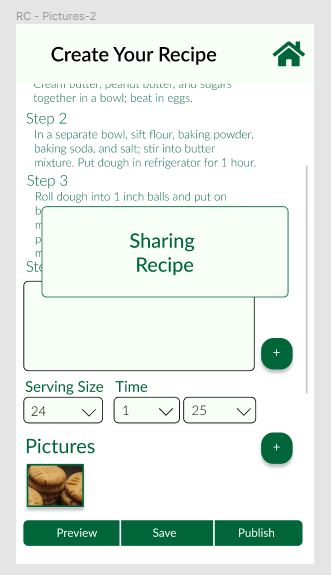 RC - Pictures-2
Create Your Recipe
Cream butter, peanut butter, and sugars
together in a bowl; beat in eggs.
Step 2
In a separate bowl, sift flour, baking powder,
baking soda, and salt; stir into butter
mixture. Put dough in refrigerator for 1 hour.
Step 3
Roll dough into 1 inch balls and put on
Sharing
Recipe
+
Serving Size Time
24 1 25
Pictures
+
Preview Save Publish